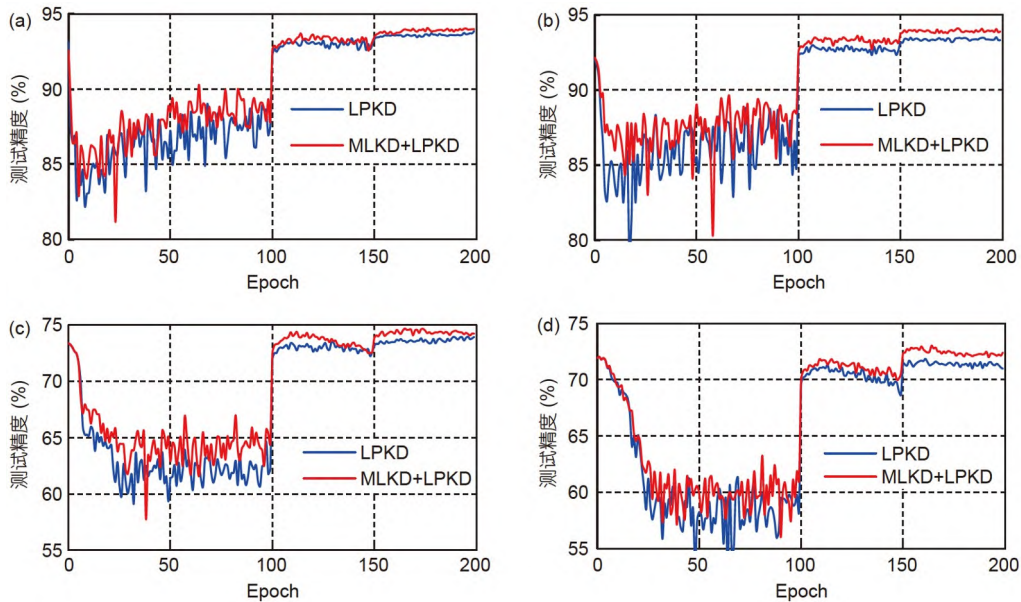 (a)
95
90
85
80
测试精度 (%)
LPKD
MLKD+LPKD
0 50 100 150 200
Epoch
(b)
95
90
85
80
测试精度 (%)
LPKD
MLKD+LPKD
0 50 100 150 200
Epoch
(c)
75
70
65
60
55
测试精度 (%)
LPKD
MLKD+LPKD
0 50 100 150 200
Epoch
(d)
75
70
65
60
55
测试精度 (%)
LPKD
MLKD+LPKD
0 50 100 150 200
Epoch